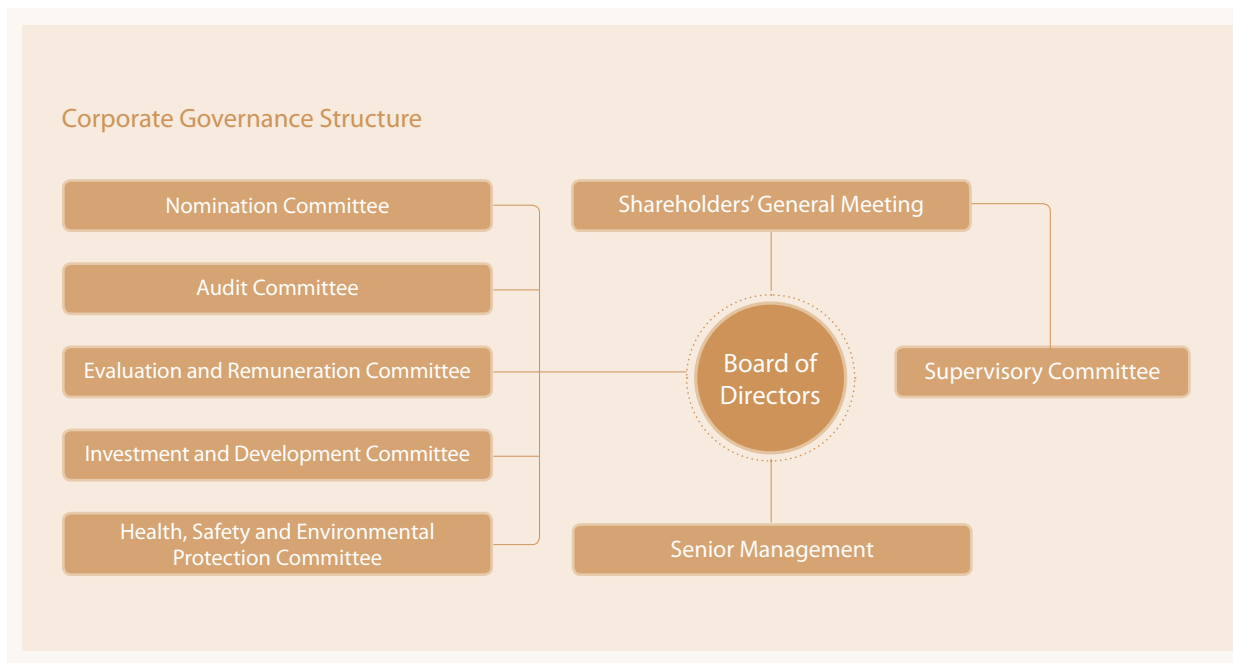 Corporate Governance Structure
Nomination Committee
Audit Committee
Evaluation and Remuneration Committee
Investment and Development Committee
Health, Safety and Environmental
Protection Committee
Shareholders’ General Meeting
Board of
Directors
Senior Management
Supervisory Committee